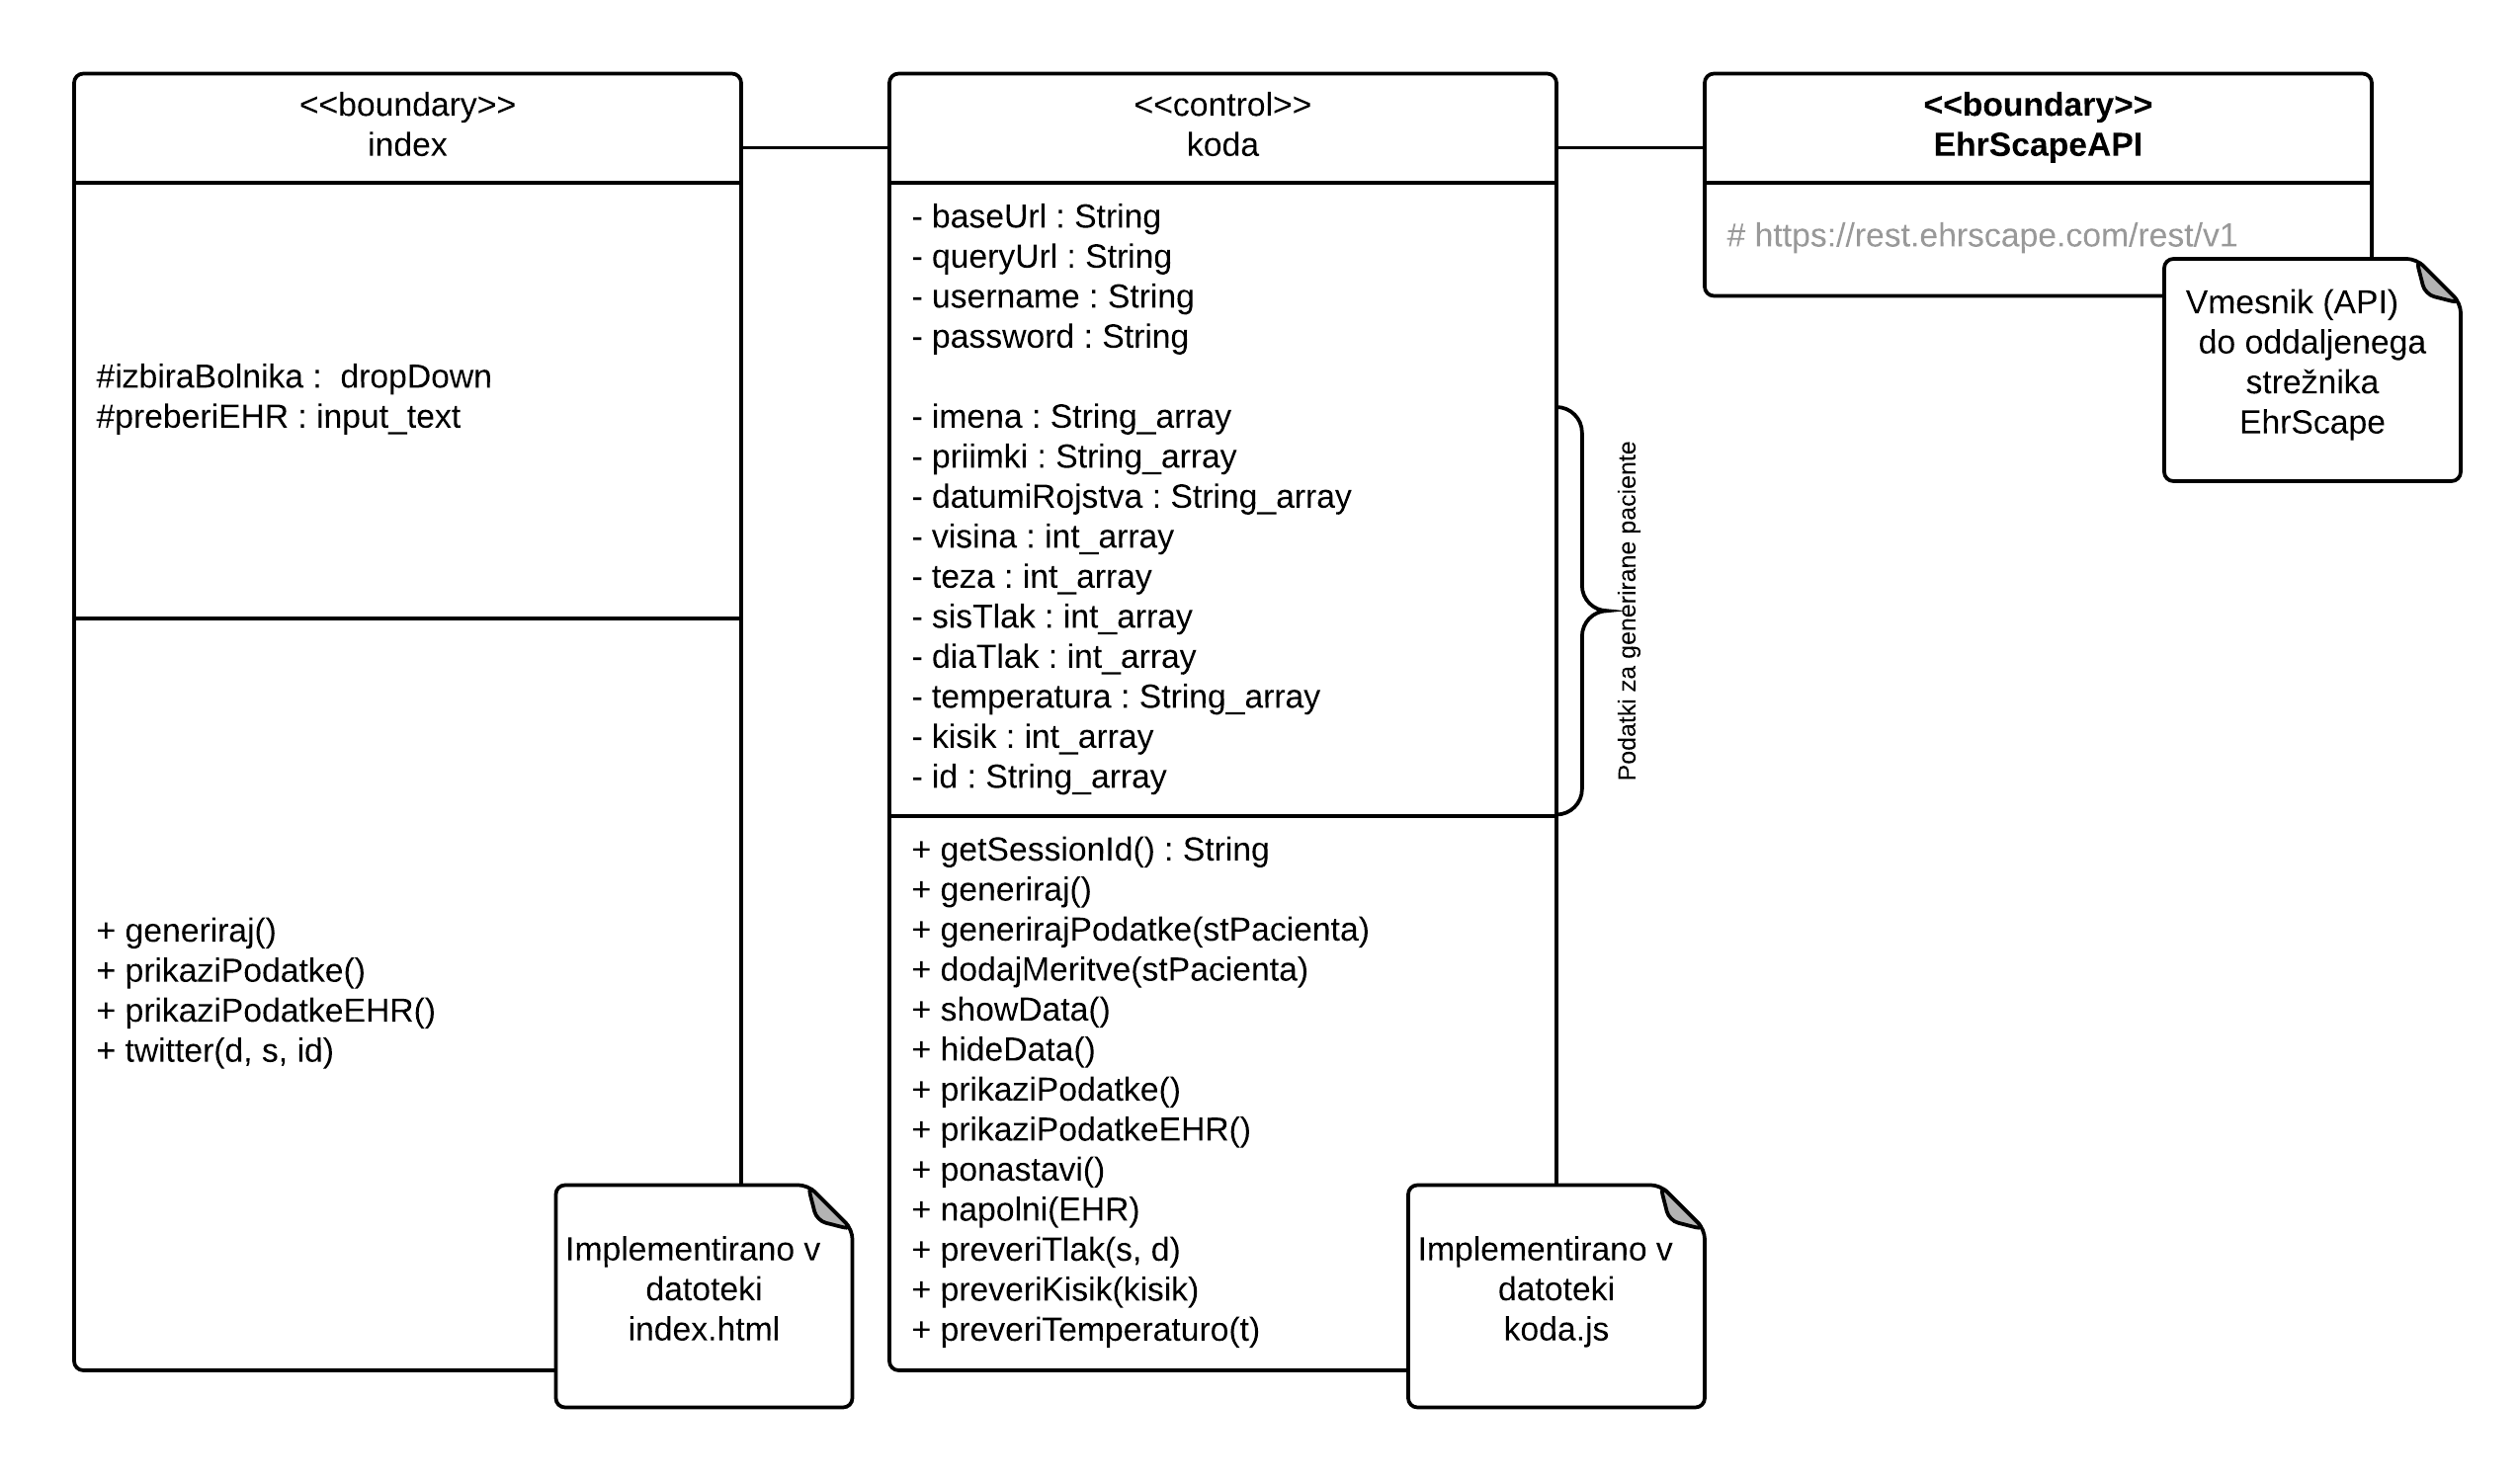 <<boundary>>
index
#izbiraBolnika :  dropDown
#preberiEHR : input_text
+ generiraj()
+ prikaziPodatke()
+ prikaziPodatkeEHR()
+ twitter(d, s, id)
Implementirano v
datoteki
index.html
<<control>>
koda
- baseUrl : String
- queryUrl : String
- username : String
- password : String
- imena : String_array
- priimki : String_array
- datumiRojstva : String_array
- visina : int_array
- teza : int_array
- sisTlak : int_array
- diaTlak : int_array
- temperatura : String_array
- kisik : int_array
- id : String_array
Podatki za generirane paciente
+ getSessionId() : String
+ generiraj()
+ generirajPodatke(stPacienta)
+ dodajMeritve(stPacienta)
+ showData()
+ hideData()
+ prikaziPodatke()
+ prikaziPodatkeEHR()
+ ponastavi()
+ napolni(EHR)
+ preveriTlak(s, d)
+ preveriKisik(kisik)
+ preveriTemperaturo(t)
Implementirano v
datoteki
koda.js
<<boundary>>
EhrScapeAPI
# https://rest.ehrscape.com/rest/v1
Vmesnik (API)
do oddaljenega
strežnika
EhrScape